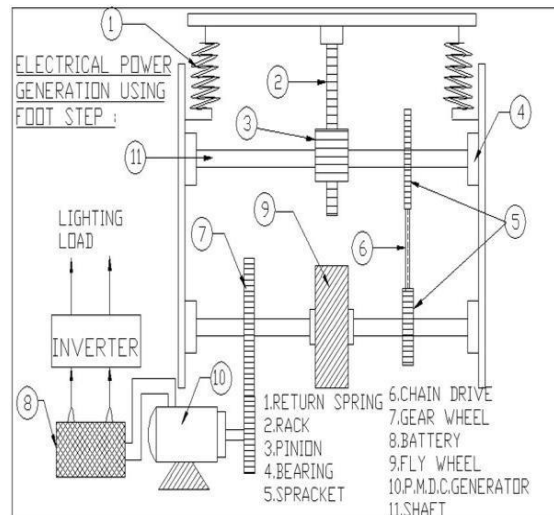 ELECTRICAL POWER
GENERATION USING
FOOT STEP :
1
2
3
4
11
5
6
7
9
LIGHTING
LOAD
INVERTER
8
10
1.RETURN SPRING
2.RACK
3.PINION
4.BEARING
5.SPRACKET
6.CHAIN DRIVE
7.GEAR WHEEL
8.BATTERY
9.FLY WHEEL
10.P.M.D.C.GENERATOR
11.SHAFT